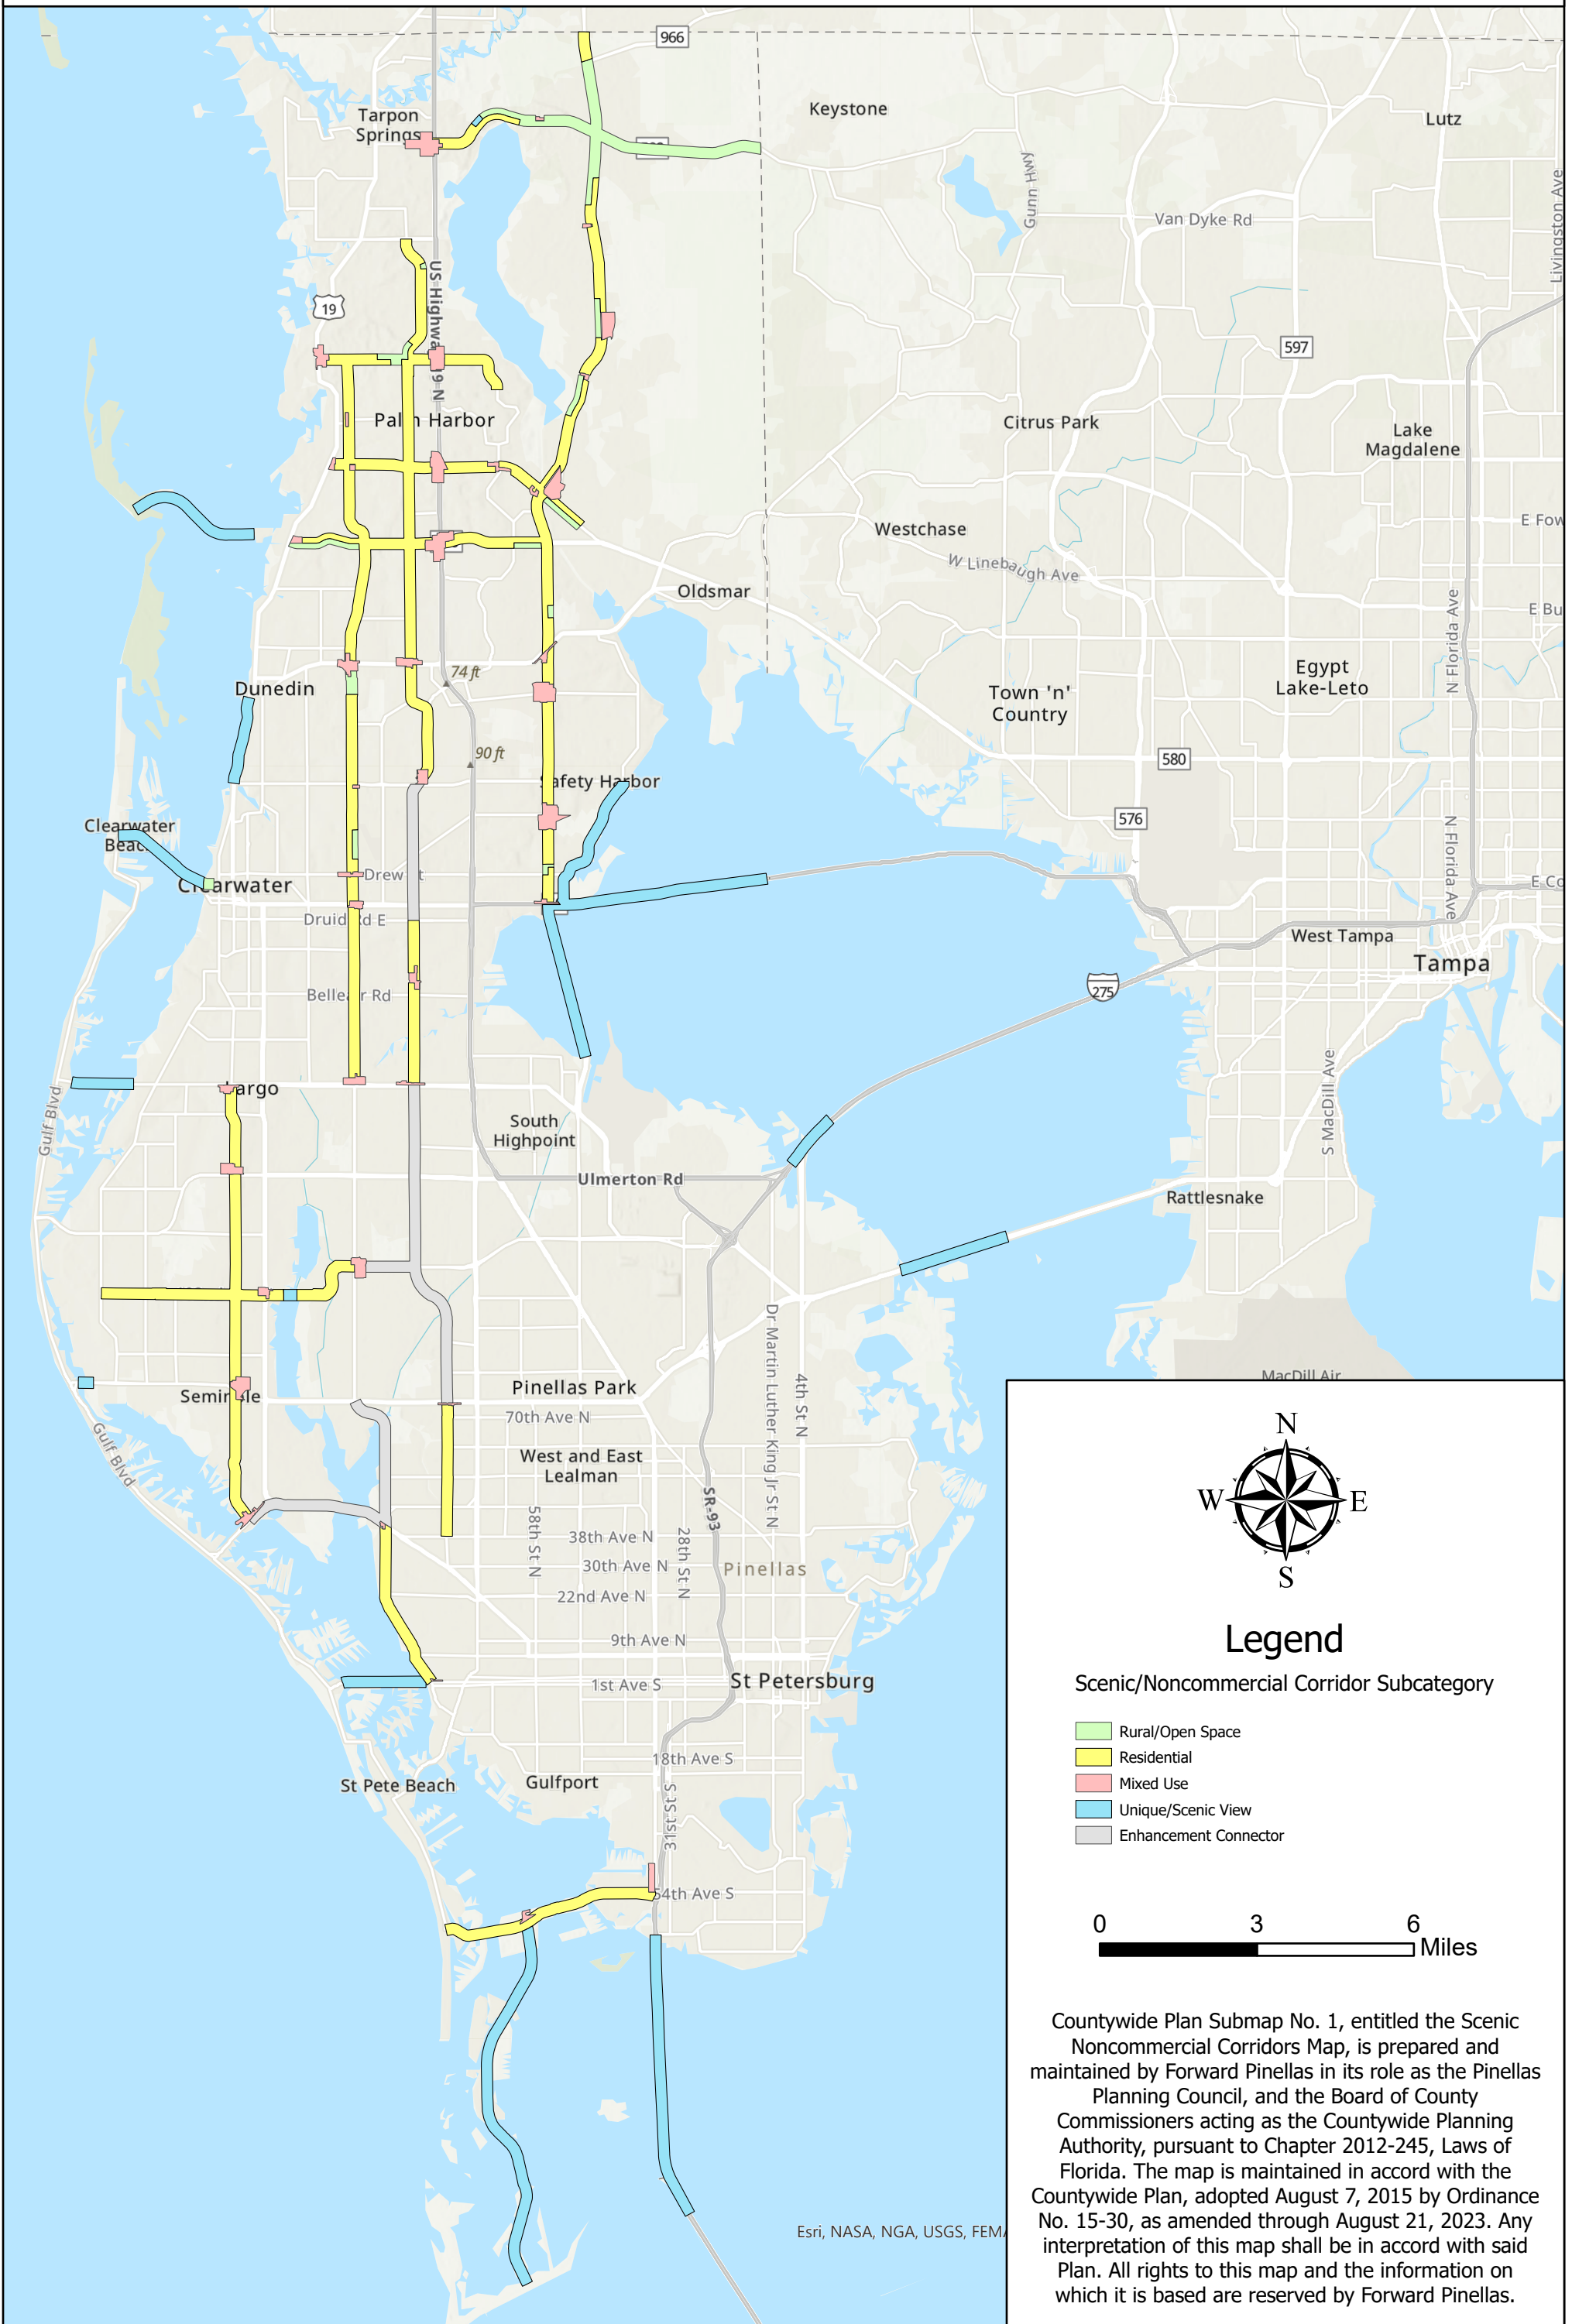 966
Keystone
Tarpon
Springs
Lutz
Gunn Hwy
Van Dyke Rd
Livingston Ave
19
US Highwa
19 N
597
Palm Harbor
Citrus Park
Lake
Magdalene
Westchase
E Fow
W Linebaugh Ave
Oldsmar
E Bu
N Florida Ave
74 ft
Egypt
Lake-Leto
Dunedin
Town 'n'
Country
90 ft
580
Safety Harbor
576
Clearwater
Beac
N Florida Ave
Drew St
Clearwater
E Co
Druid Rd E
West Tampa
Tampa
Belleair Rd
275
Largo
Gulf Blvd
S MacDill Ave
South
Highpoint
Ulmerton Rd
Rattlesnake
Dr Martin Luther King Jr St N
4th St N
MacDill Air
Pinellas Park
Seminole
70th Ave N
Gulf Blvd
West and East
Lealman
SR-93
58th St N
38th Ave N
28th St N
30th Ave N
Pinellas
22nd Ave N
9th Ave N
St Petersburg
1st Ave S
18th Ave S
St Pete Beach
Gulfport
31st St S
54th Ave S
Esri, NASA, NGA, USGS, FEMA
N
W
E
S
Legend
Scenic/Noncommercial Corridor Subcategory
Rural/Open Space
Residential
Mixed Use
Unique/Scenic View
Enhancement Connector
0 3 6
Miles
Countywide Plan Submap No. 1, entitled the Scenic
Noncommercial Corridors Map, is prepared and
maintained by Forward Pinellas in its role as the Pinellas
Planning Council, and the Board of County
Commissioners acting as the Countywide Planning
Authority, pursuant to Chapter 2012-245, Laws of
Florida. The map is maintained in accord with the
Countywide Plan, adopted August 7, 2015 by Ordinance
No. 15-30, as amended through August 21, 2023. Any
interpretation of this map shall be in accord with said
Plan. All rights to this map and the information on
which it is based are reserved by Forward Pinellas.